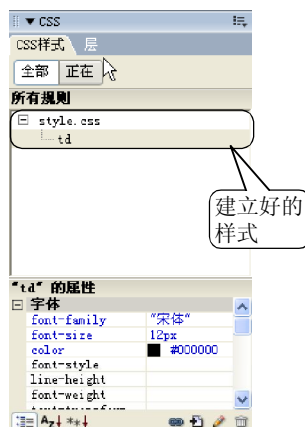 ▼ CSS
CSS样式 层
全部 正在
所有规则
style.css
td
建立好的
样式
"td" 的属性
字体
font-family "宋体"
font-size 12px
color #000000
font-style
line-height
font-weight